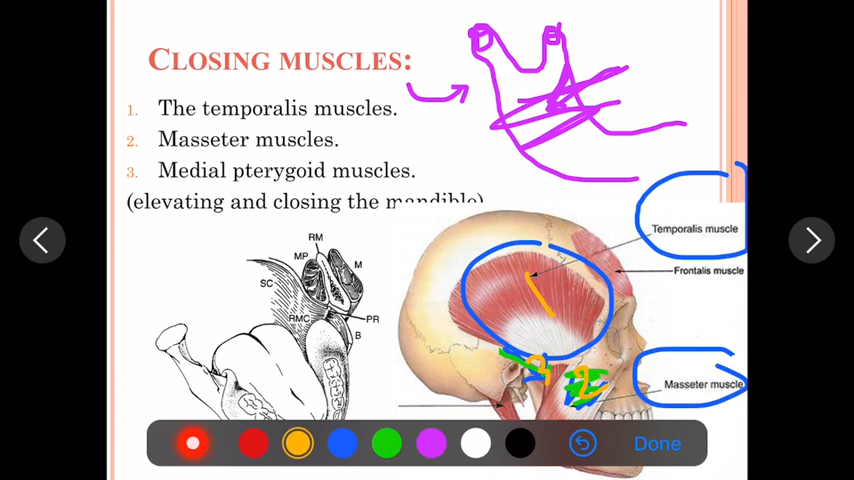 CLOSING MUSCLES:
1. The temporalis muscles.
2. Masseter muscles.
3. Medial pterygoid muscles.
(elevating and closing the mandible)
Temporalis muscle
Frontalis muscle
Masseter muscle
RM
MP
M
SC
RMC
PR
B
2
Done